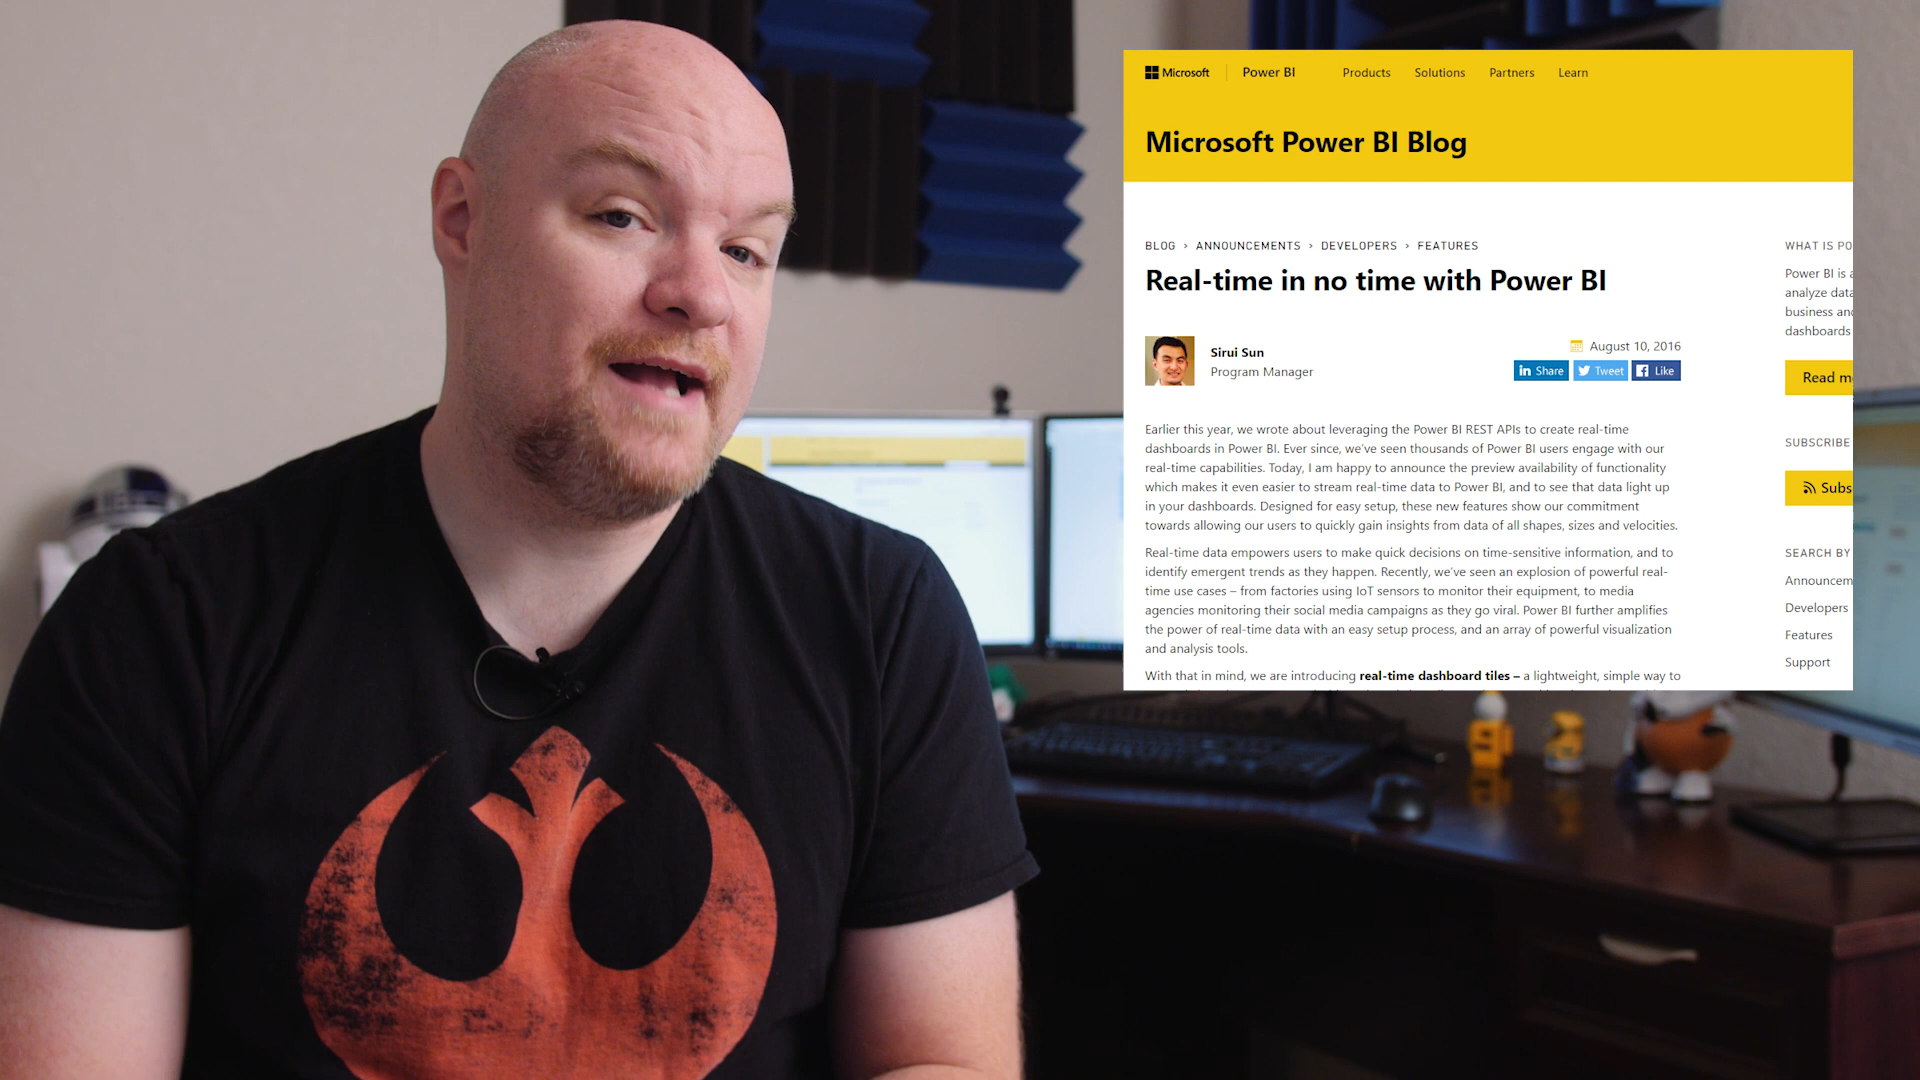 Microsoft Power BI Products Solutions Partners Learn
Microsoft Power BI Blog
BLOG › ANNOUNCEMENTS › DEVELOPERS › FEATURES
Real-time in no time with Power BI
Sirui Sun
Program Manager
August 10, 2016
Share Tweet Like
Earlier this year, we wrote about leveraging the Power BI REST APIs to create real-time
dashboards in Power BI. Ever since, we've seen thousands of Power BI users engage with our
real-time capabilities. Today, I am happy to announce the preview availability of functionality
which makes it even easier to stream real-time data to Power BI, and to see that data light up
in your dashboards. Designed for easy setup, these new features show our commitment
towards allowing our users to quickly gain insights from data of all shapes, sizes and velocities.
Real-time data empowers users to make quick decisions on time-sensitive information, and to
identify emergent trends as they happen. Recently, we've seen an explosion of powerful real-
time use cases – from factories using IoT sensors to monitor their equipment, to media
agencies monitoring their social media campaigns as they go viral. Power BI further amplifies
the power of real-time data with an easy setup process, and an array of powerful visualization
and analysis tools.
With that in mind, we are introducing real-time dashboard tiles – a lightweight, simple way to
WHAT IS PO
Power BI is a
analyze data
business and
dashboards
Read m
SUBSCRIBE
Subs
SEARCH BY
Announcem
Developers
Features
Support